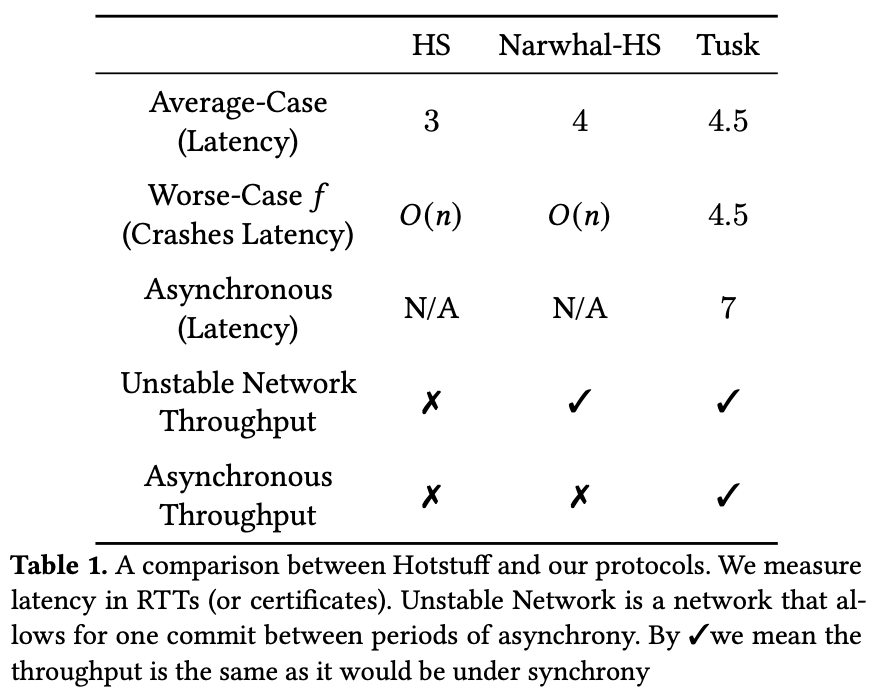 HS Narwhal-HS Tusk
Average-Case
(Latency) 3 4 4.5
Worse-Case f
(Crashes Latency) O(n) O(n) 4.5
Asynchronous
(Latency) N/A N/A 7
Unstable Network
Throughput ✗ ✓ ✓
Asynchronous
Throughput ✗ ✗ ✓
Table 1. A comparison between Hotstuff and our protocols. We measure
latency in RTTs (or certificates). Unstable Network is a network that al-
lows for one commit between periods of asynchrony. By ✓we mean the
throughput is the same as it would be under synchrony